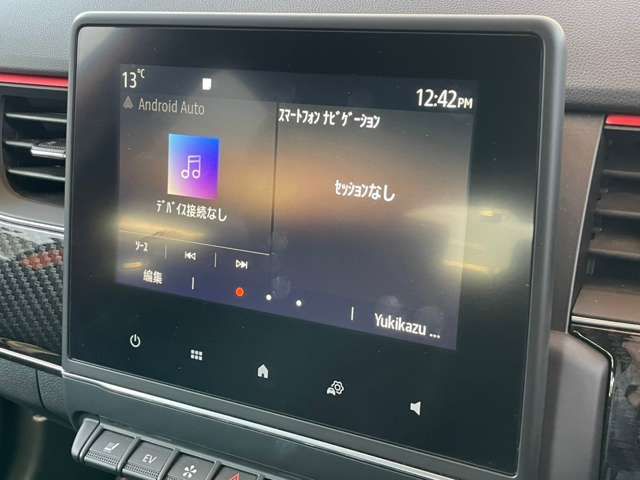 13℃
12:42PM
Android Auto
ｽﾏｰﾄﾌｫﾝ ﾅﾋﾞｹﾞｰｼｮﾝ
ｾｯｼｮﾝなし
ﾃﾞﾊﾞｲｽ接続なし
ｿｰｽ
編集
Yukikazu ...
EV